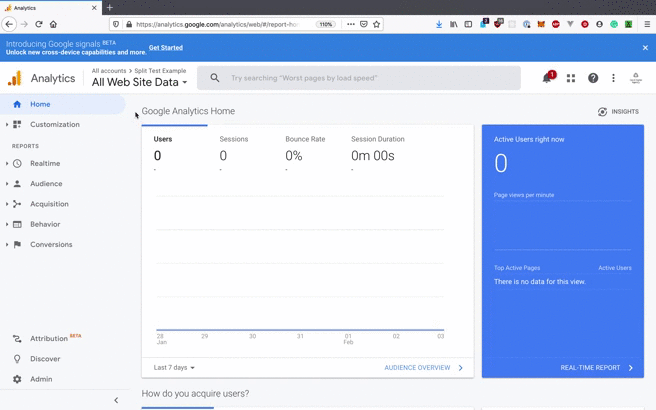 Analytics
https://analytics.google.com/analytics/web/#/report-ho
110%
Introducing Google signals BETA
Unlock new cross-device capabilities and more. Get Started
Analytics
All accounts > Split Test Example
All Web Site Data
Try searching "Worst pages by load speed"
1
Home
Customization
REPORTS
Realtime
Audience
Acquisition
Behavior
Conversions
Attribution BETA
Discover
Admin
Google Analytics Home
INSIGHTS
Users Sessions Bounce Rate Session Duration
0 0 0% 0m 00s
- - - -
28 29 30 31 01 02 03
Jan Feb
Last 7 days
AUDIENCE OVERVIEW
Active Users right now
0
Page views per minute
Top Active Pages Active Users
There is no data for this view.
REAL-TIME REPORT
How do you acquire users?